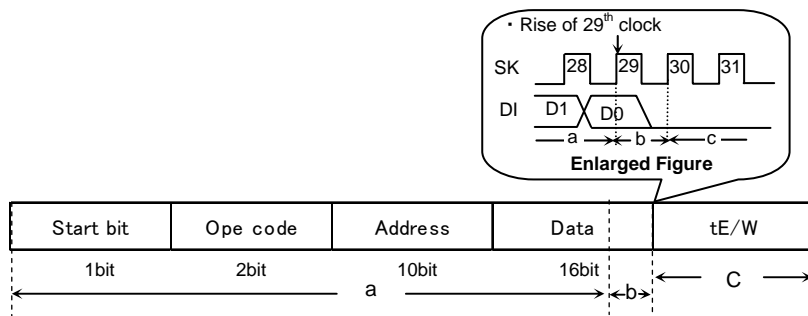 ・ Rise of 29th clock
SK 28 29 30 31
DI D1 D0
a b c
Enlarged Figure
Start bit Ope code Address Data tE/W
1bit 2bit 10bit 16bit
a b C